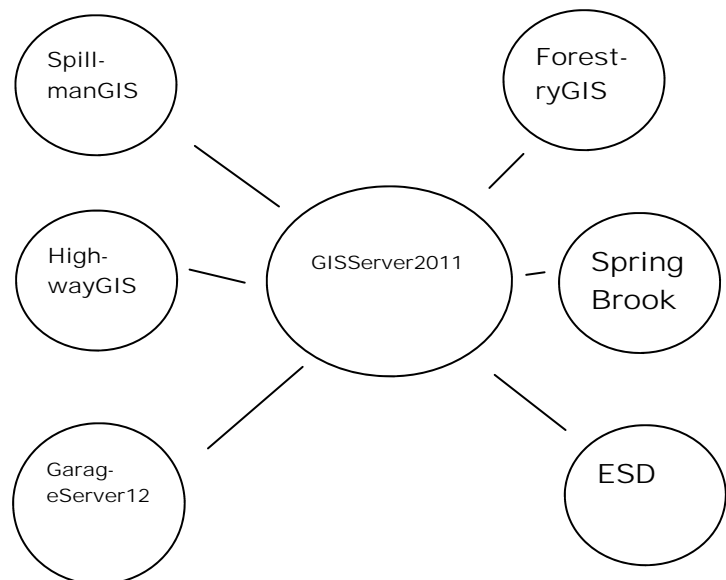 Spill-
manGIS
Forest-
ryGIS
High-
wayGIS
GISServer2011
Spring
Brook
Garag-
eServer12
ESD